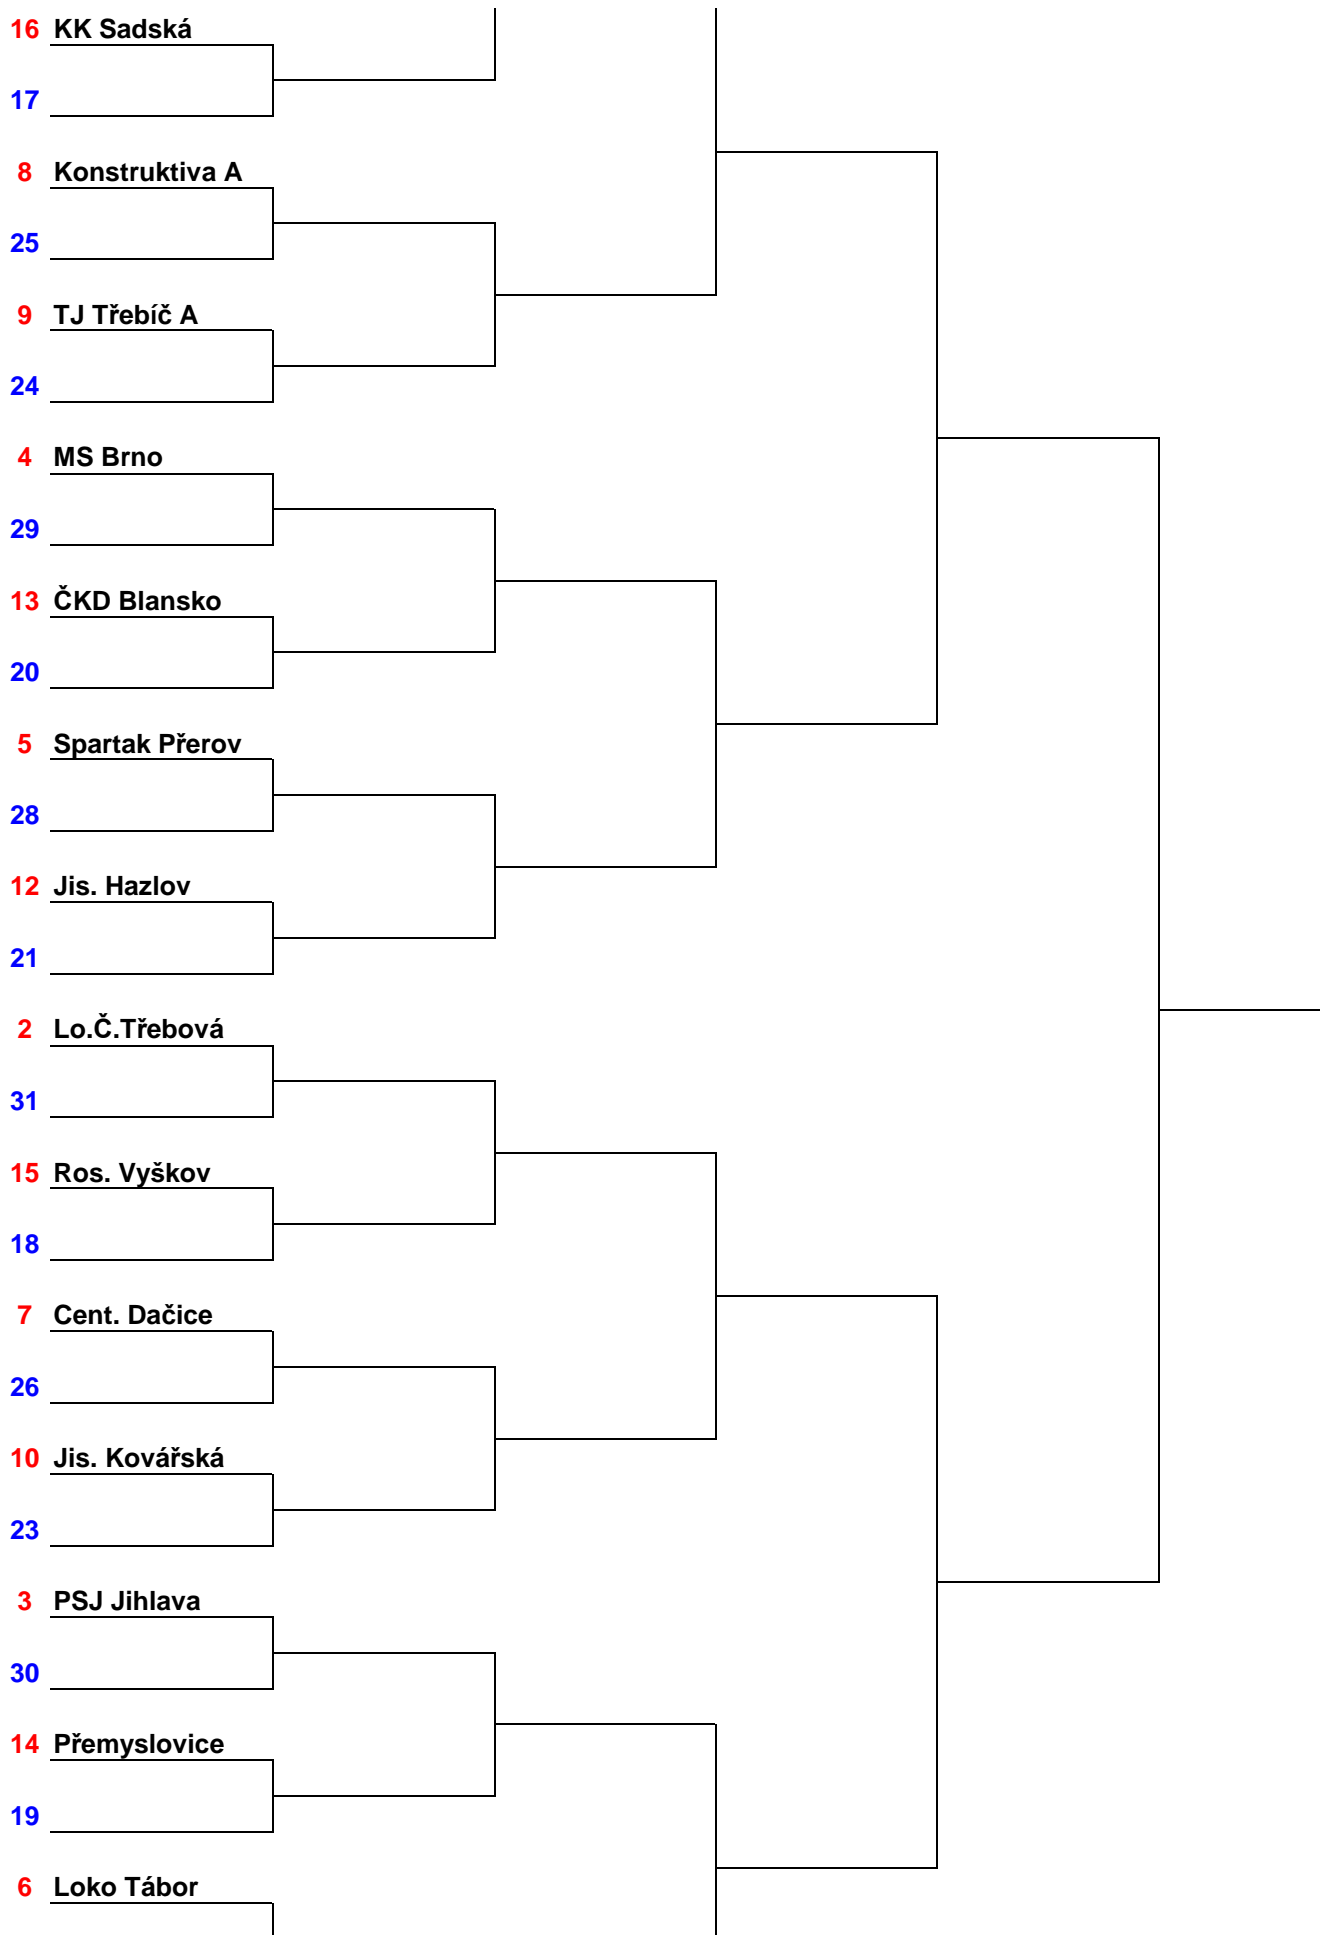 16 KK Sadská
17
8 Konstruktiva A
25
9 TJ Třebíč A
24
4 MS Brno
29
13 ČKD Blansko
20
5 Spartak Přerov
28
12 Jis. Hazlov
21
2 Lo.Č.Třebová
31
15 Ros. Vyškov
18
7 Cent. Dačice
26
10 Jis. Kovářská
23
3 PSJ Jihlava
30
14 Přemyslovice
19
6 Loko Tábor